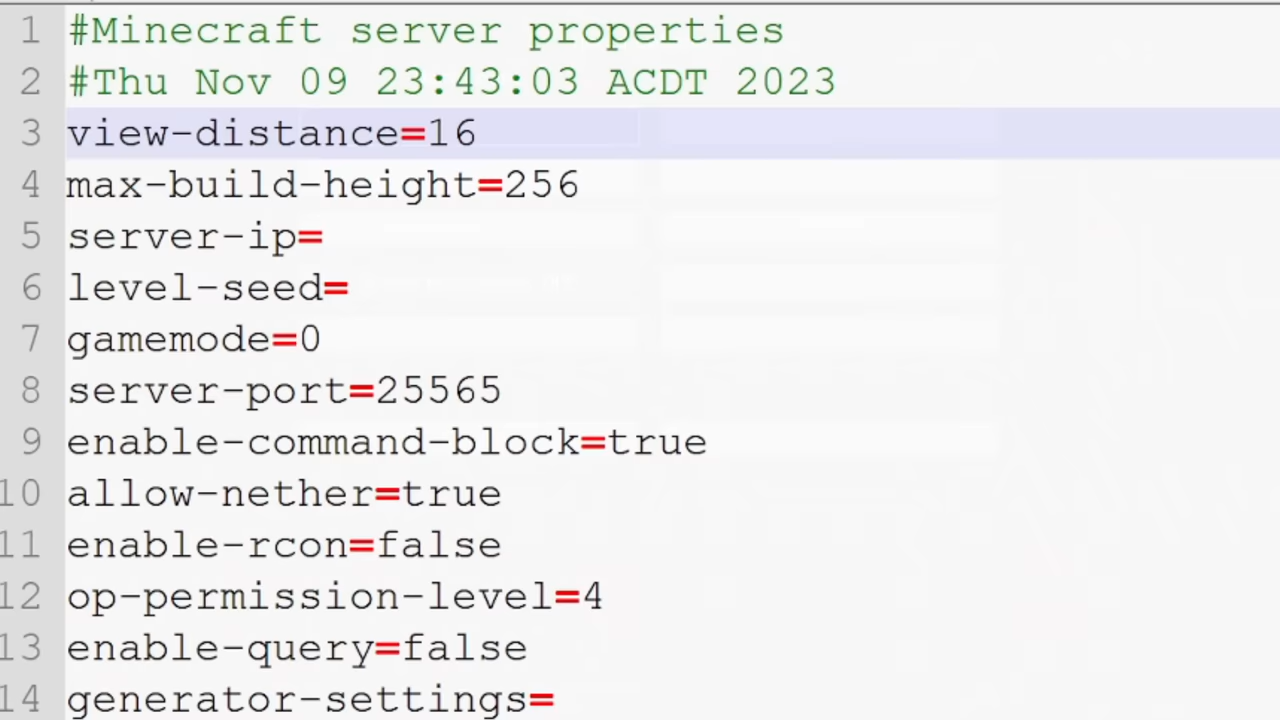 1 #Minecraft server properties
2 #Thu Nov 09 23:43:03 ACDT 2023
3 view-distance=16
4 max-build-height=256
5 server-ip=
6 level-seed=
7 gamemode=0
8 server-port=25565
9 enable-command-block=true
10 allow-nether=true
11 enable-rcon=false
12 op-permission-level=4
13 enable-query=false
14 generator-settings=